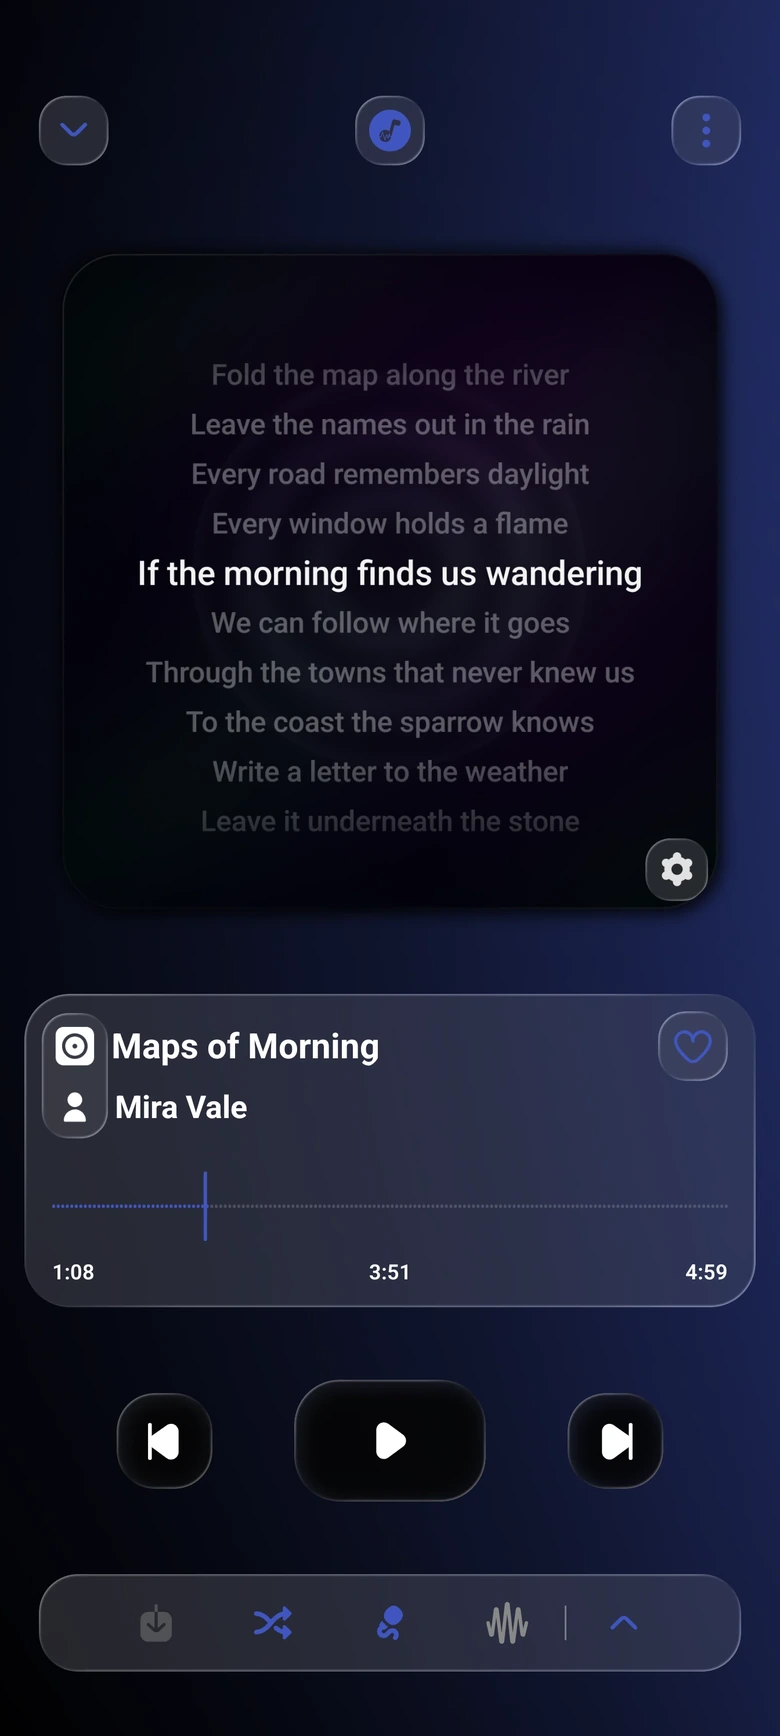 Fold the map along the river
Leave the names out in the rain
Every road remembers daylight
Every window holds a flame
If the morning finds us wandering
We can follow where it goes
Through the towns that never knew us
To the coast the sparrow knows
Write a letter to the weather
Leave it underneath the stone
Maps of Morning
Mira Vale
1:08 3:51 4:59